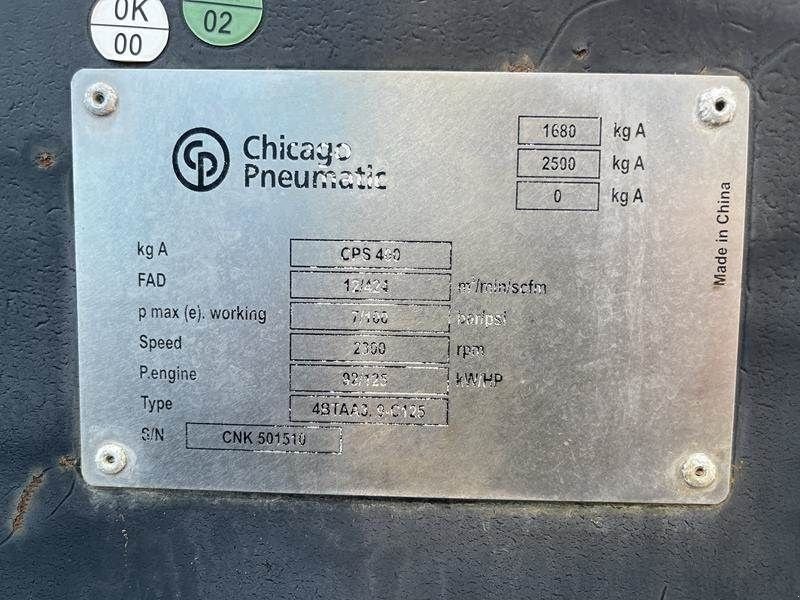 OK
00
02
Chicago
Pneumatic
1680 kg A
2500 kg A
0 kg A
Made in China
kg A CPS 400
FAD 12/424 m³/min/scfm
p max (e). working 7/100 bar/psi
Speed 2300 rpm
P.engine 92/125 kW/HP
Type 4BTAA3.9-C125
S/N CNK 501510